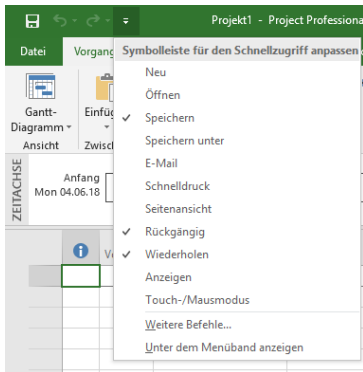 Projekt1 - Project Professiona
Datei Vorgang
Symbolleiste für den Schnellzugriff anpassen
Neu
Öffnen
Speichern
Speichern unter
E-Mail
Schnelldruck
Seitenansicht
Rückgängig
Wiederholen
Anzeigen
Touch-/Mausmodus
Weitere Befehle...
Unter dem Menüband anzeigen
Gantt-
Diagramm
Einfüg
Ansicht
Zwisch
ZEITACHSE
Anfang
Mon 04.06.18